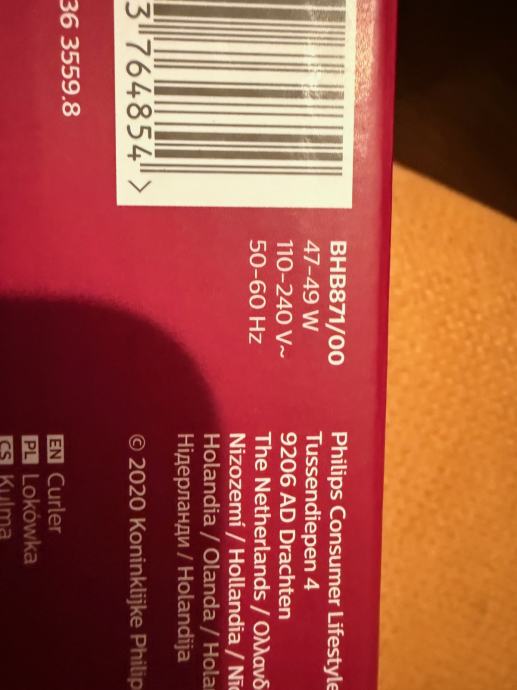 36 3559.8
3 764854 >
BHB871/00
47-49 W
110-240 V~
50-60 Hz
Philips Consumer Lifestyle
Tussendiepen 4
9206 AD Drachten
The Netherlands /
Nizozemí / Hollandia /
Holandia / Olanda /
Нідерланди / Holandija
© 2020 Koninklijke
EN Curler
PL Lokówka
CS Kulma